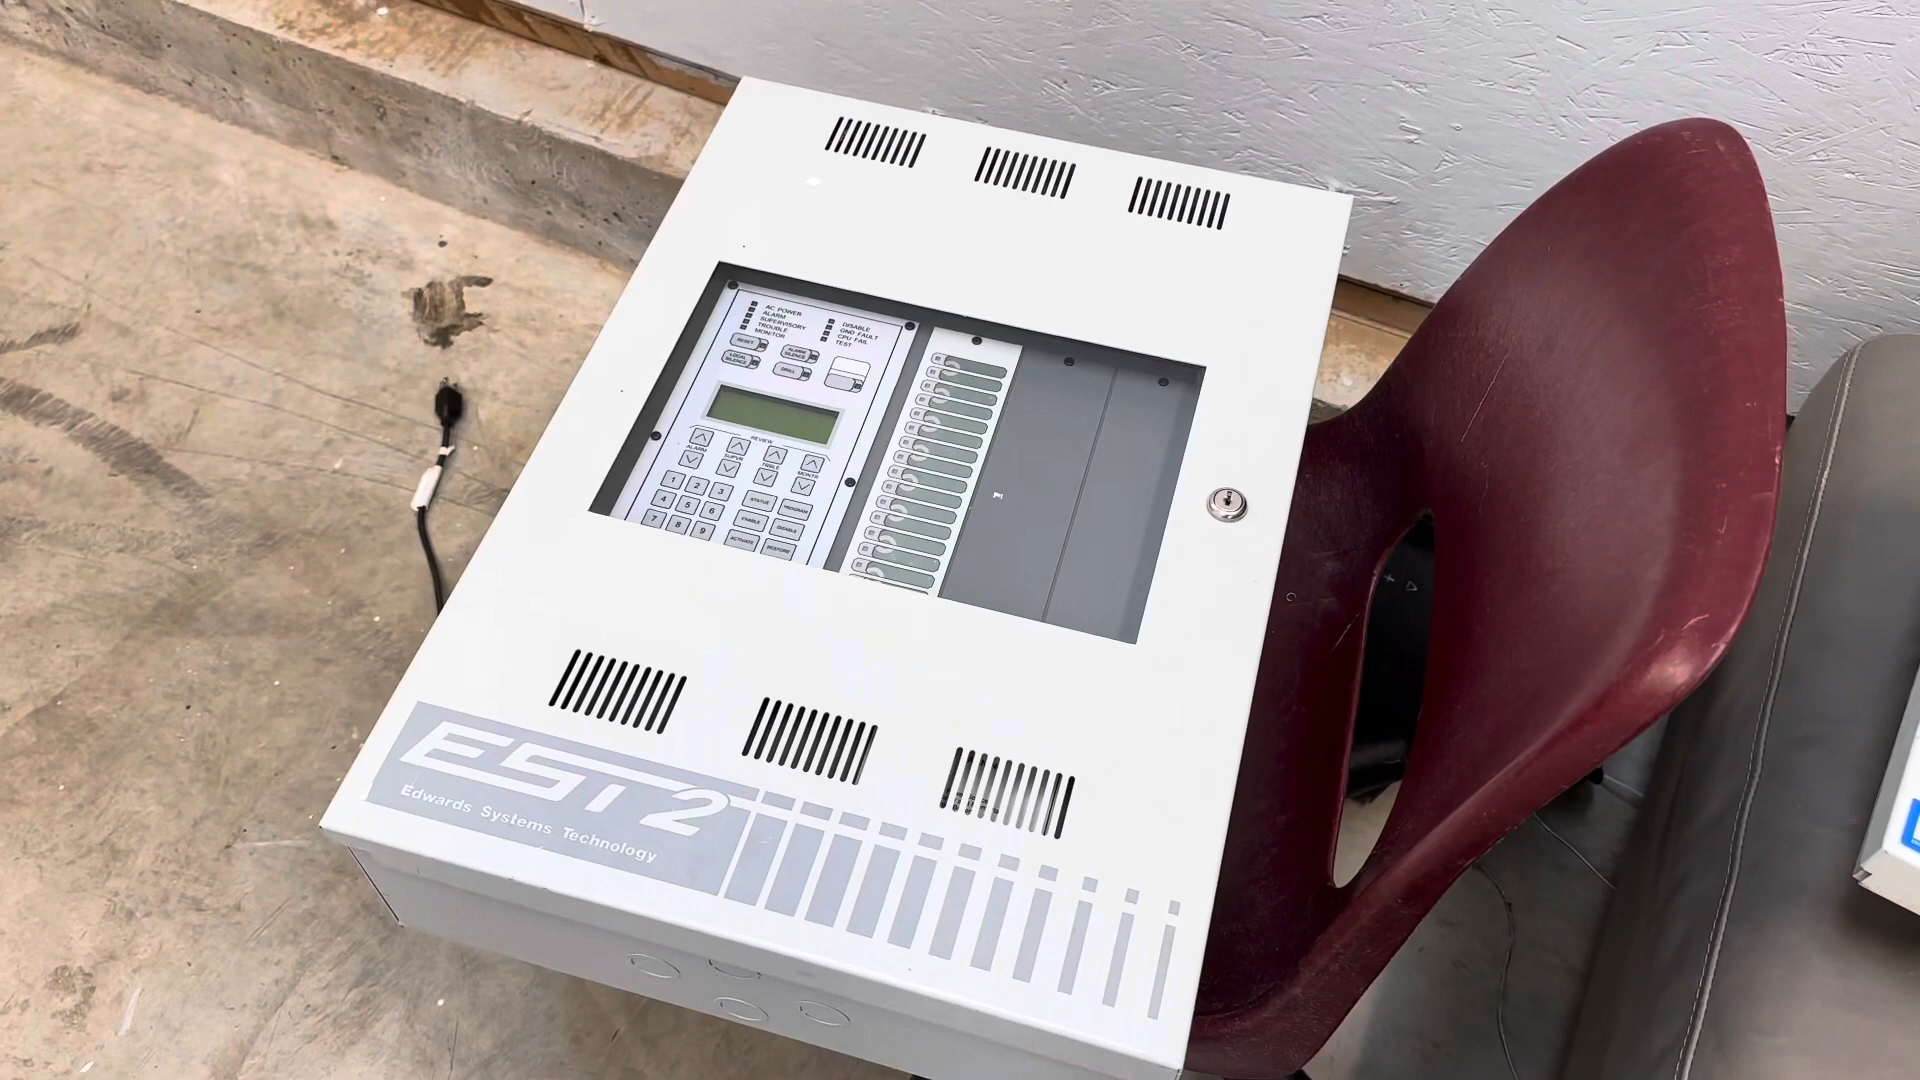 AC POWER
ALARM
SUPERVISORY
TROUBLE
MONITOR
DISABLE
GND FAULT
CPU FAIL
TEST
RESET
ALARM
SILENCE
LOCAL
SILENCE
DRILL
REVIEW
ALARM
SUPVR
TRBLE
MONTR
1 2 3
4 5 6
7 8 9
STATUS
PROGRAM
ENABLE
DISABLE
ACTIVATE
RESTORE
EST 2
Edwards Systems Technology